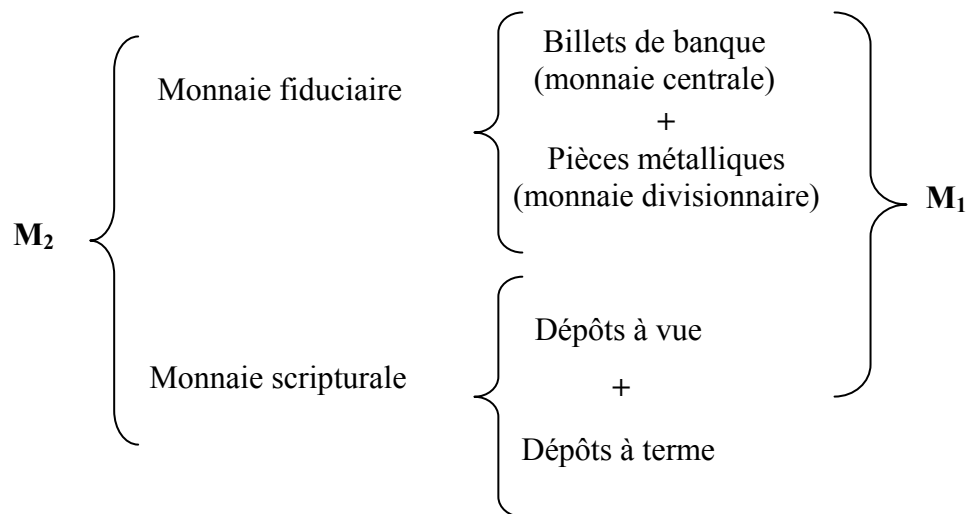 M₂
Monnaie fiduciaire
Billets de banque
(monnaie centrale)
+
Pièces métalliques
(monnaie divisionnaire)
M₁
Monnaie scripturale
Dépôts à vue
+
Dépôts à terme